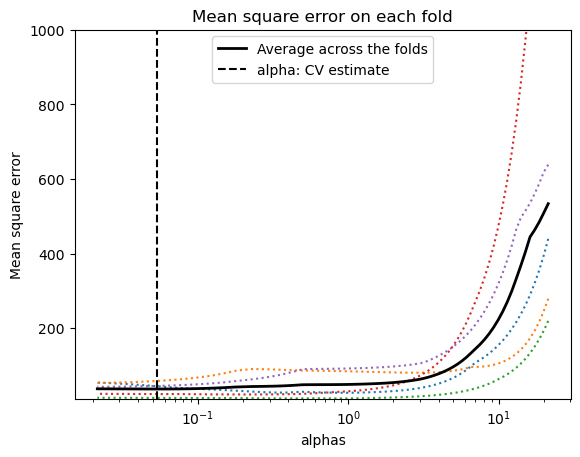 Mean square error on each fold
Average across the folds
alpha: CV estimate
Mean square error
1000
800
600
400
200
10⁻¹
10⁰
10¹
alphas